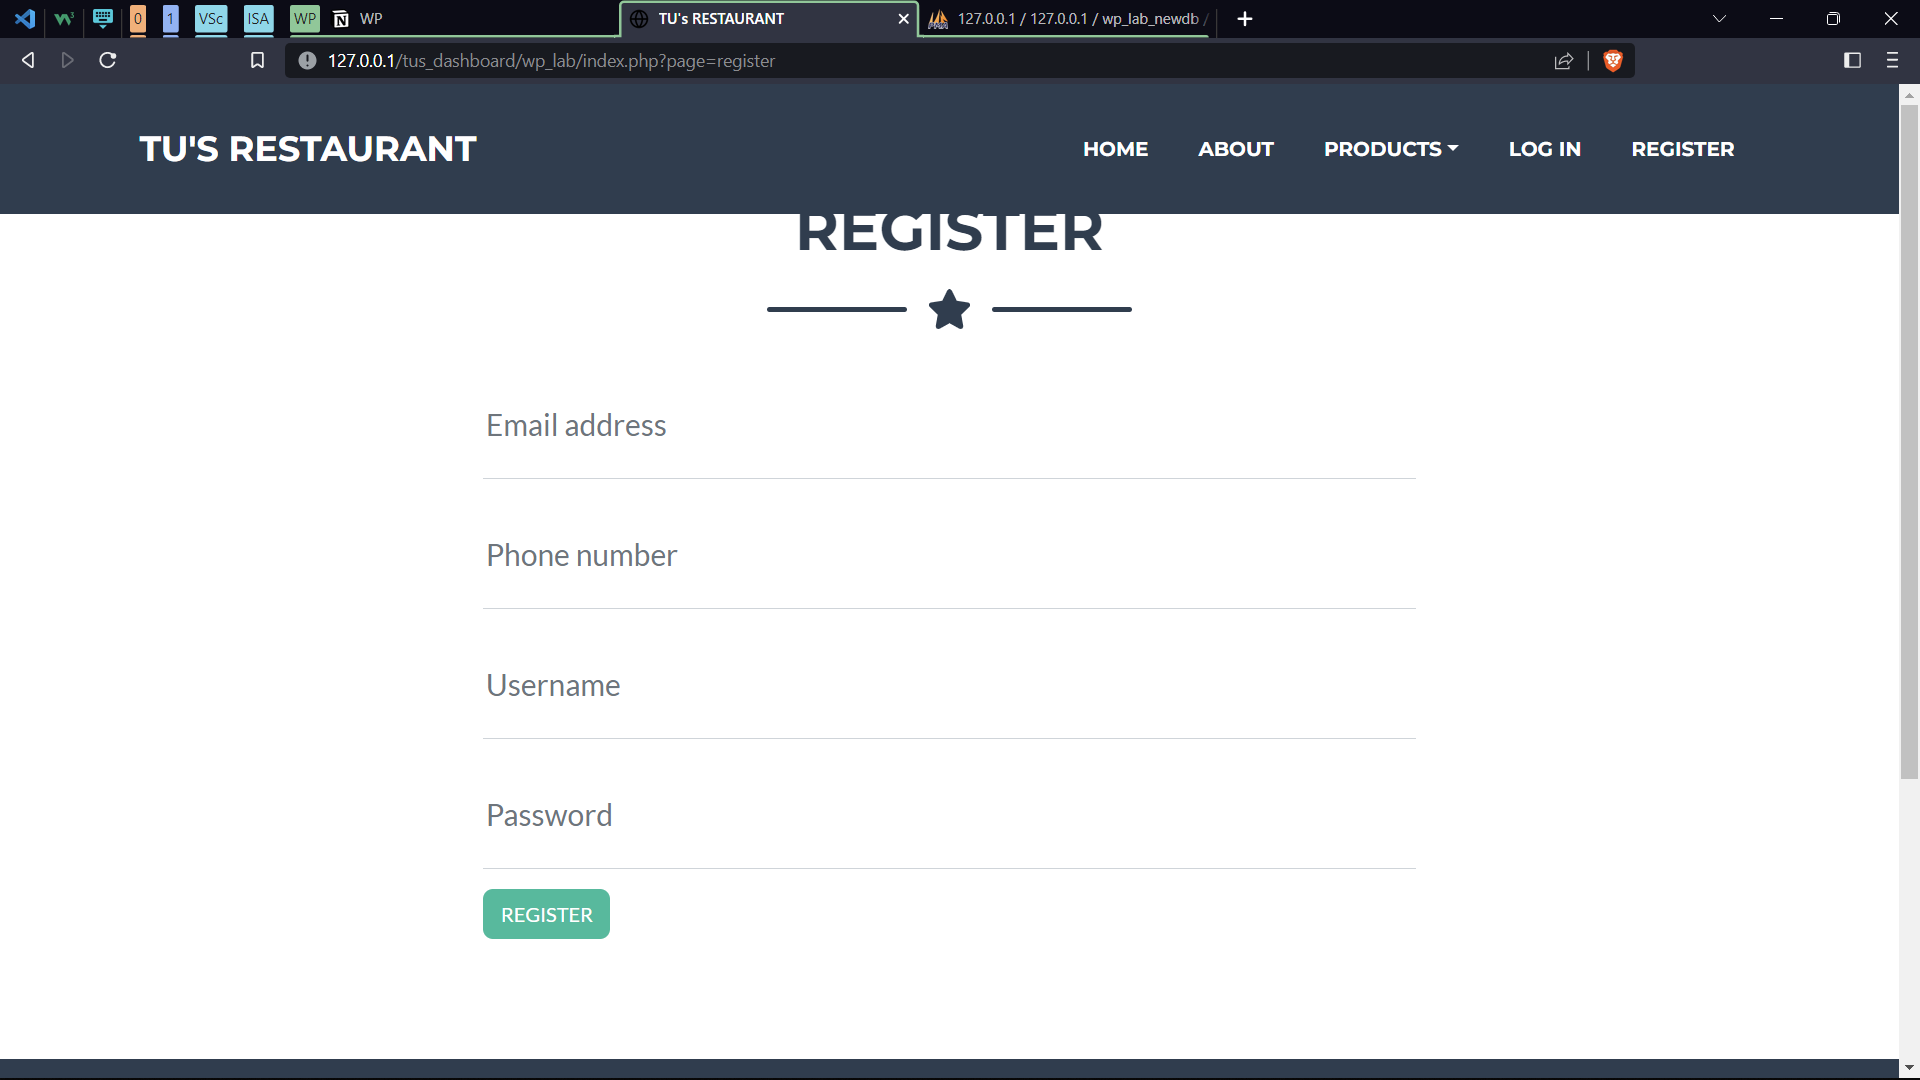 0 1 VSc ISA WP WP TU's RESTAURANT 127.0.0.1 / 127.0.0.1 / wp_lab_newdb /
127.0.0.1/tus_dashboard/wp_lab/index.php?page=register
TU'S RESTAURANT HOME ABOUT PRODUCTS LOG IN REGISTER
REGISTER
Email address
Phone number
Username
Password
REGISTER